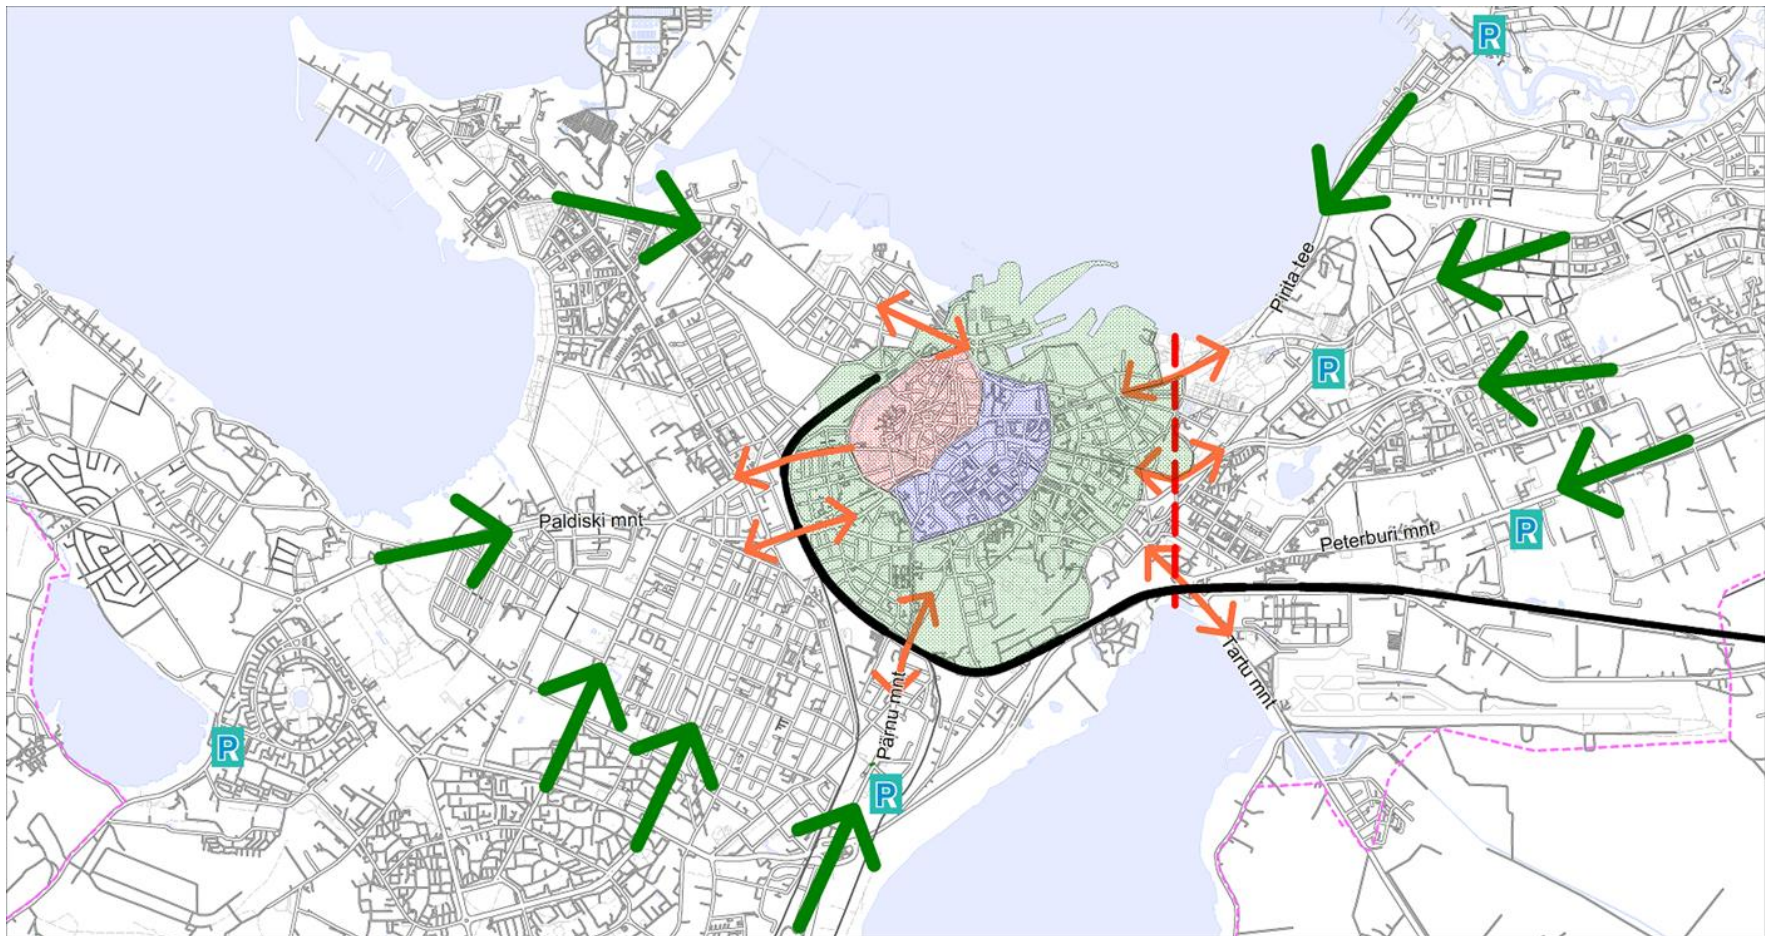 R
Pirita tee
R
Paldiski mnt
Peterburi mnt
R
Tartu mnt
Pärnu mnt
R
R